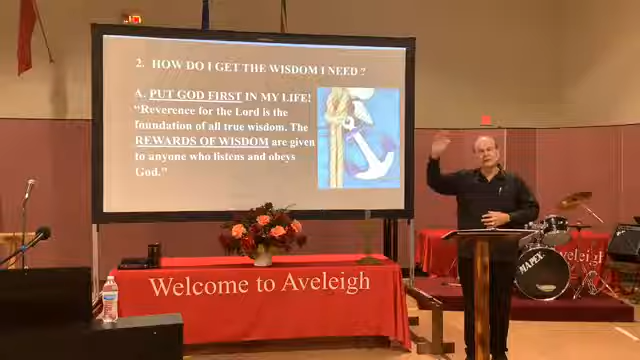 2. HOW DO I GET THE WISDOM I NEED ?
A. PUT GOD FIRST IN MY LIFE!
“Reverence for the Lord is the
foundation of all true wisdom. The
REWARDS OF WISDOM are given
to anyone who listens and obeys
God.”
Welcome to Aveleigh
MAPEX
Aveleigh